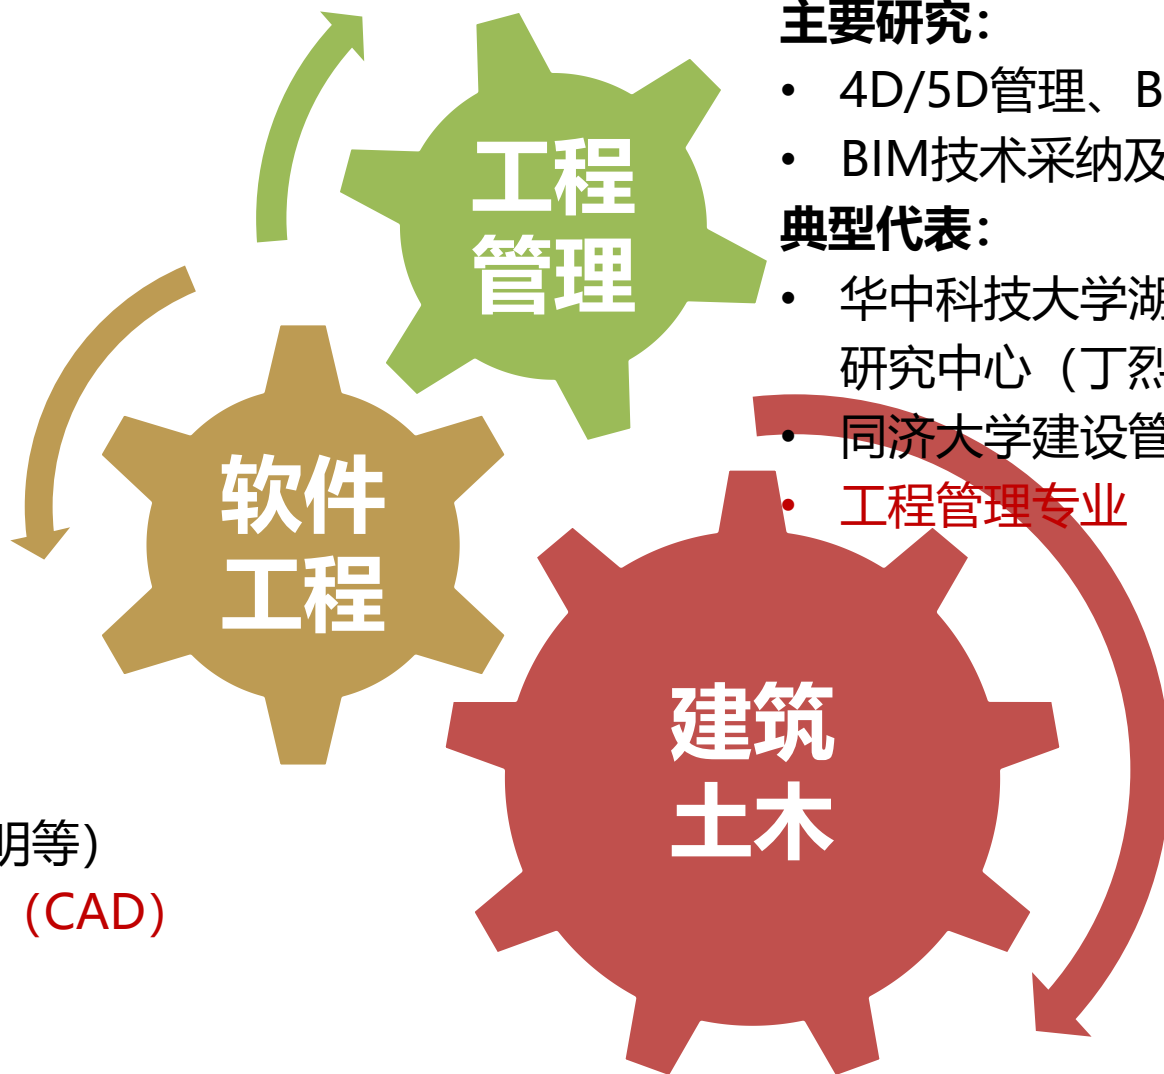 主要研究：
• 4D/5D管理、B
• BIM技术采纳及
典型代表：
• 华中科技大学湖
研究中心（丁烈
• 同济大学建设管
• 工程管理专业
工程
管理
软件
工程
建筑
土木
明等）
（CAD）